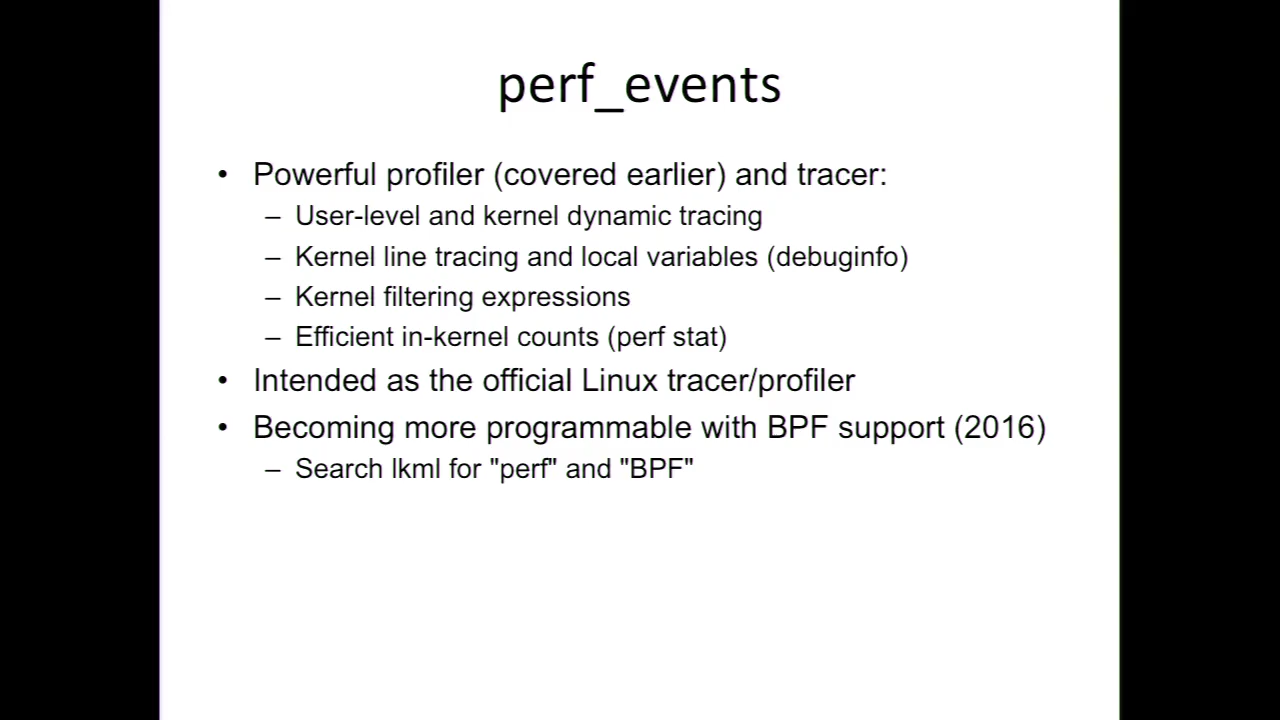 perf_events
• Powerful profiler (covered earlier) and tracer:
– User-level and kernel dynamic tracing
– Kernel line tracing and local variables (debuginfo)
– Kernel filtering expressions
– Efficient in-kernel counts (perf stat)
• Intended as the official Linux tracer/profiler
• Becoming more programmable with BPF support (2016)
– Search lkml for "perf" and "BPF"